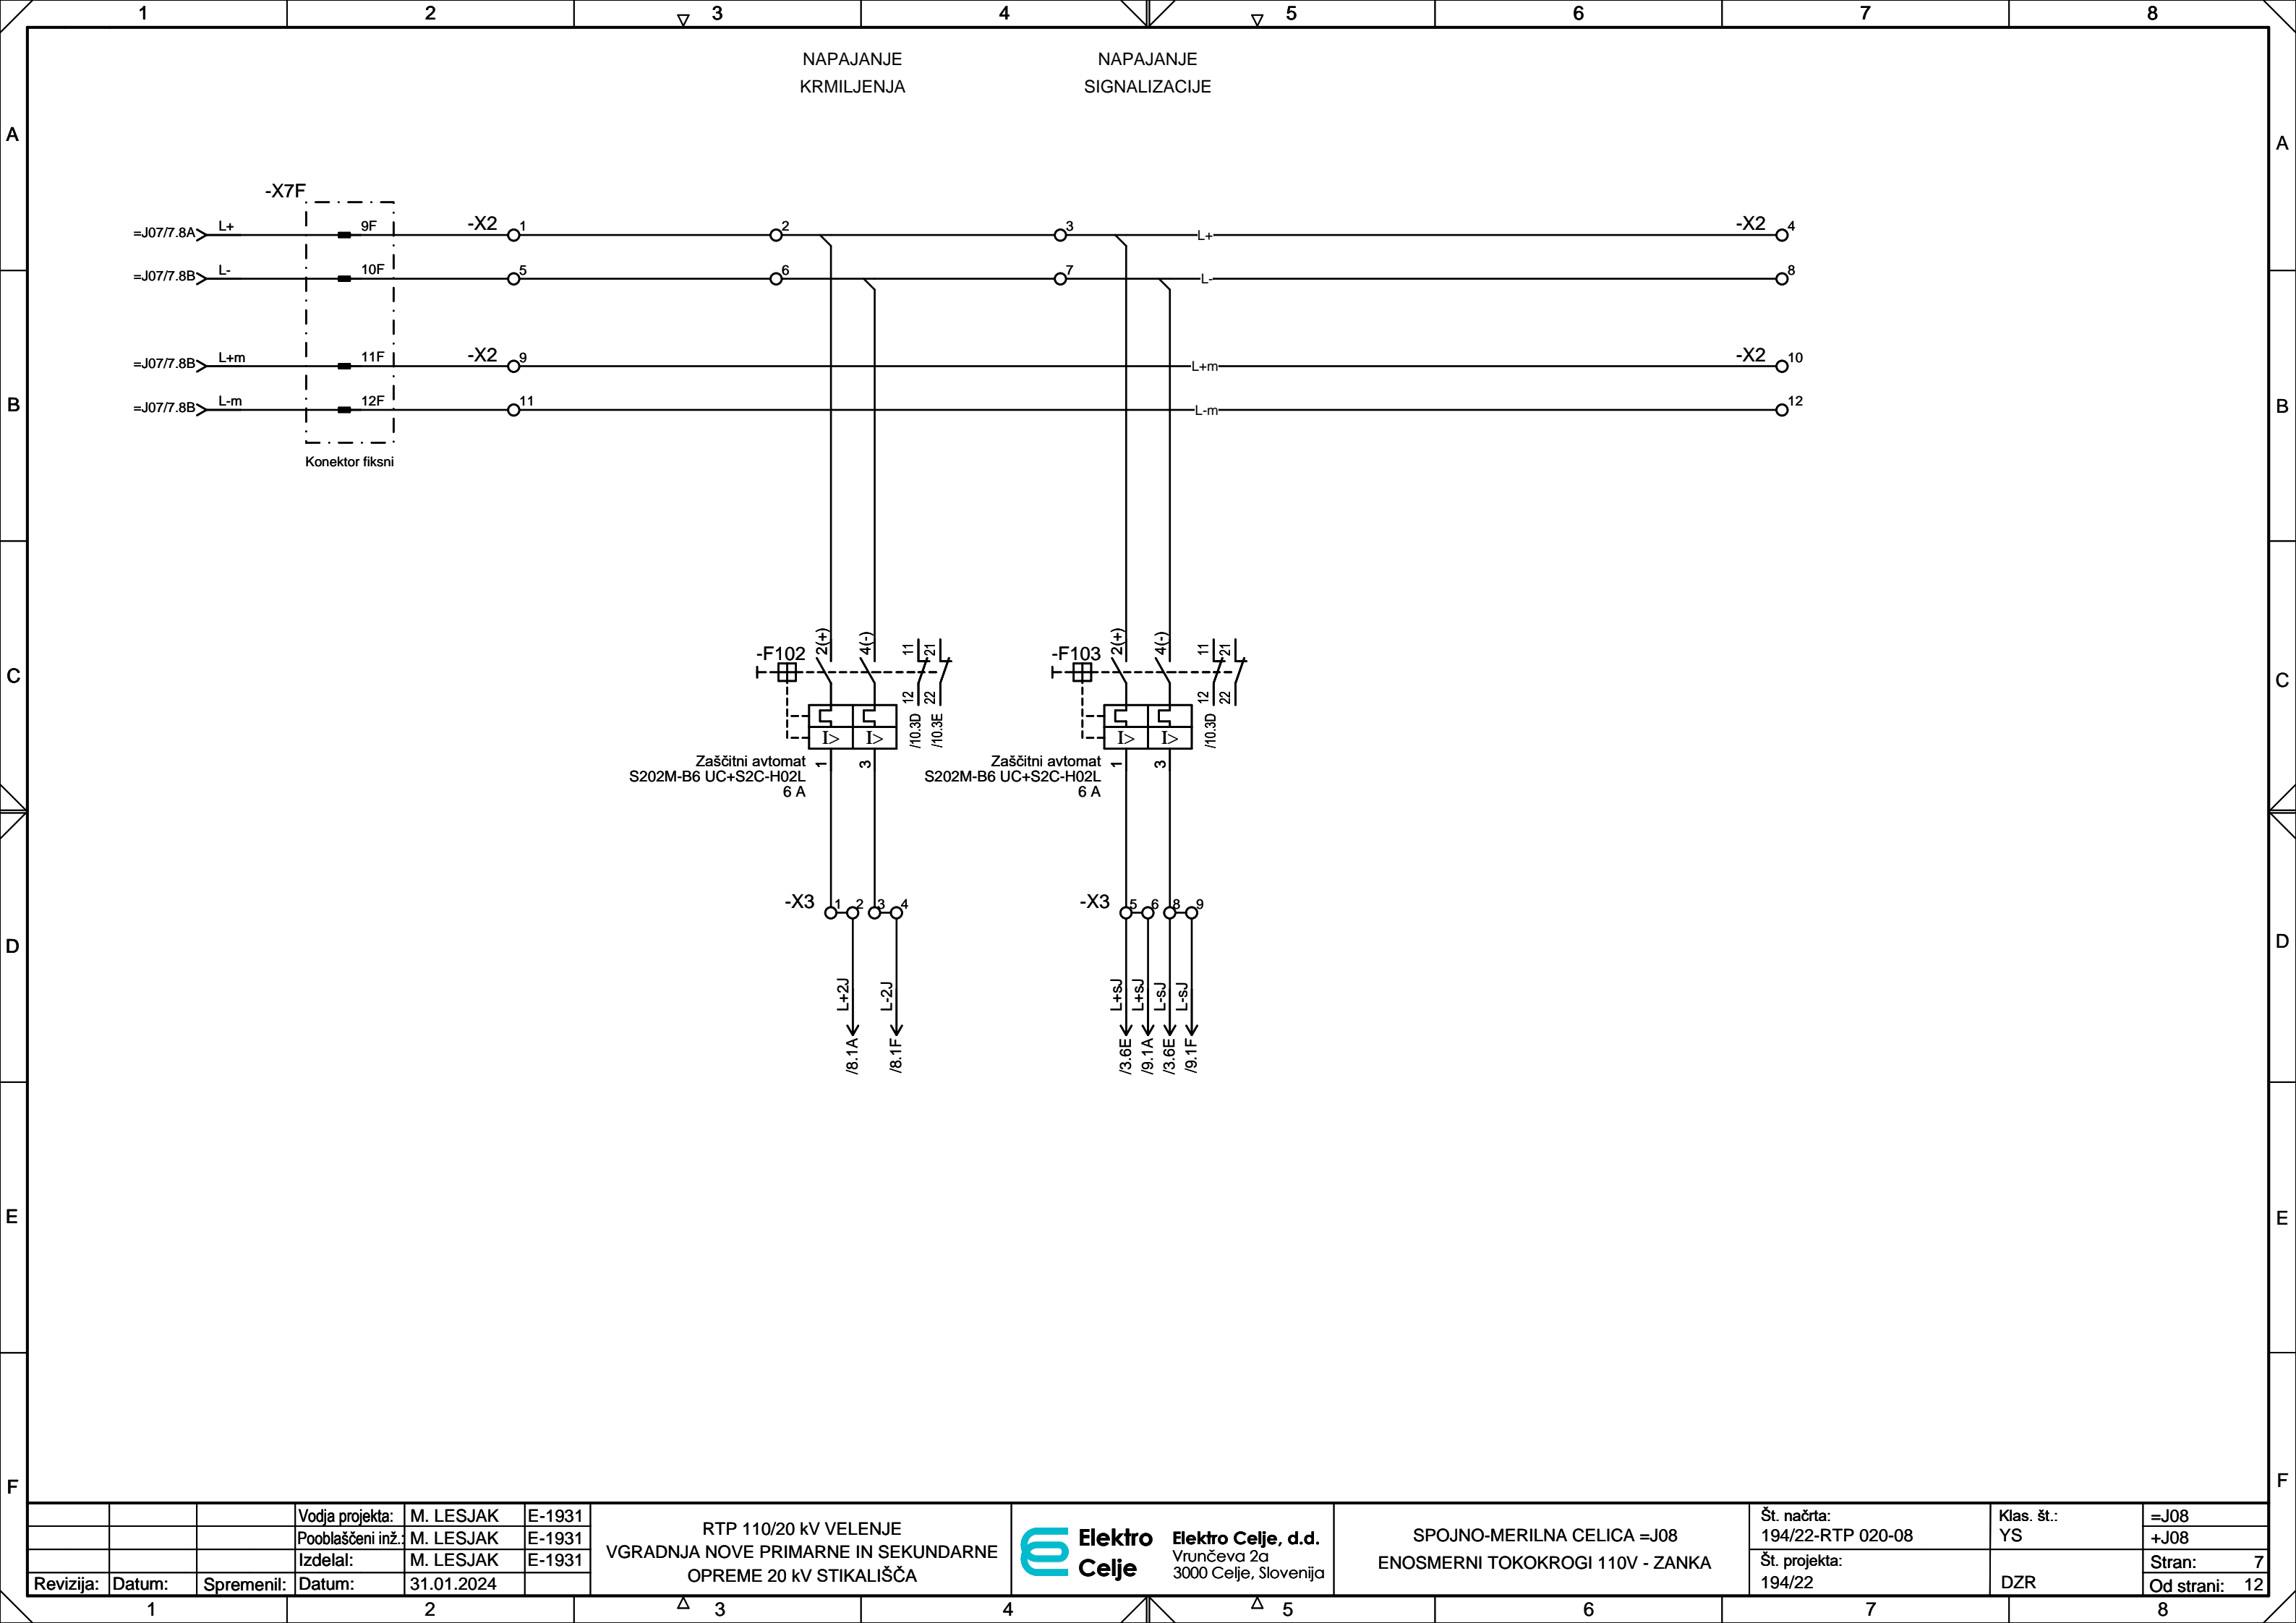 1 2 3 4 5 6 7 8
NAPAJANJE
KRMILJENJA
NAPAJANJE
SIGNALIZACIJE
A A
-X7F
=J07/7.8A L+ 9F -X2 1 2 3 L+ -X2 4
=J07/7.8B L- 10F 5 6 7 L- 8
=J07/7.8B L+m 11F -X2 9 L+m -X2 10
=J07/7.8B L-m 12F 11 L-m 12
B B
Konektor fiksni
-F102 2(+) 4(-) 11 21
12 22
/10.3D /10.3E
I> I>
Zaščitni avtomat
S202M-B6 UC+S2C-H02L
6 A
1 3
-F103 2(+) 4(-) 11 21
12 22
/10.3D
I> I>
Zaščitni avtomat
S202M-B6 UC+S2C-H02L
6 A
1 3
C C
-X3 1 2 3 4
-X3 5 6 8 9
D D
L+2J L-2J
L+sJ L+sJ L-sJ L-sJ
/8.1A /8.1F
/3.6E /9.1A /3.6E /9.1F
E E
F F
Vodja projekta: M. LESJAK E-1931
Pooblaščeni inž.: M. LESJAK E-1931
Izdelal: M. LESJAK E-1931
Revizija: Datum: Spremenil: Datum: 31.01.2024
RTP 110/20 kV VELENJE
VGRADNJA NOVE PRIMARNE IN SEKUNDARNE
OPREME 20 kV STIKALIŠČA
Elektro
Celje
Elektro Celje, d.d.
Vrunčeva 2a
3000 Celje, Slovenija
SPOJNO-MERILNA CELICA =J08
ENOSMERNI TOKOKROGI 110V - ZANKA
Št. načrta:
194/22-RTP 020-08
Št. projekta:
194/22
Klas. št.:
YS
DZR
=J08
+J08
Stran: 7
Od strani: 12
1 2 3 4 5 6 7 8